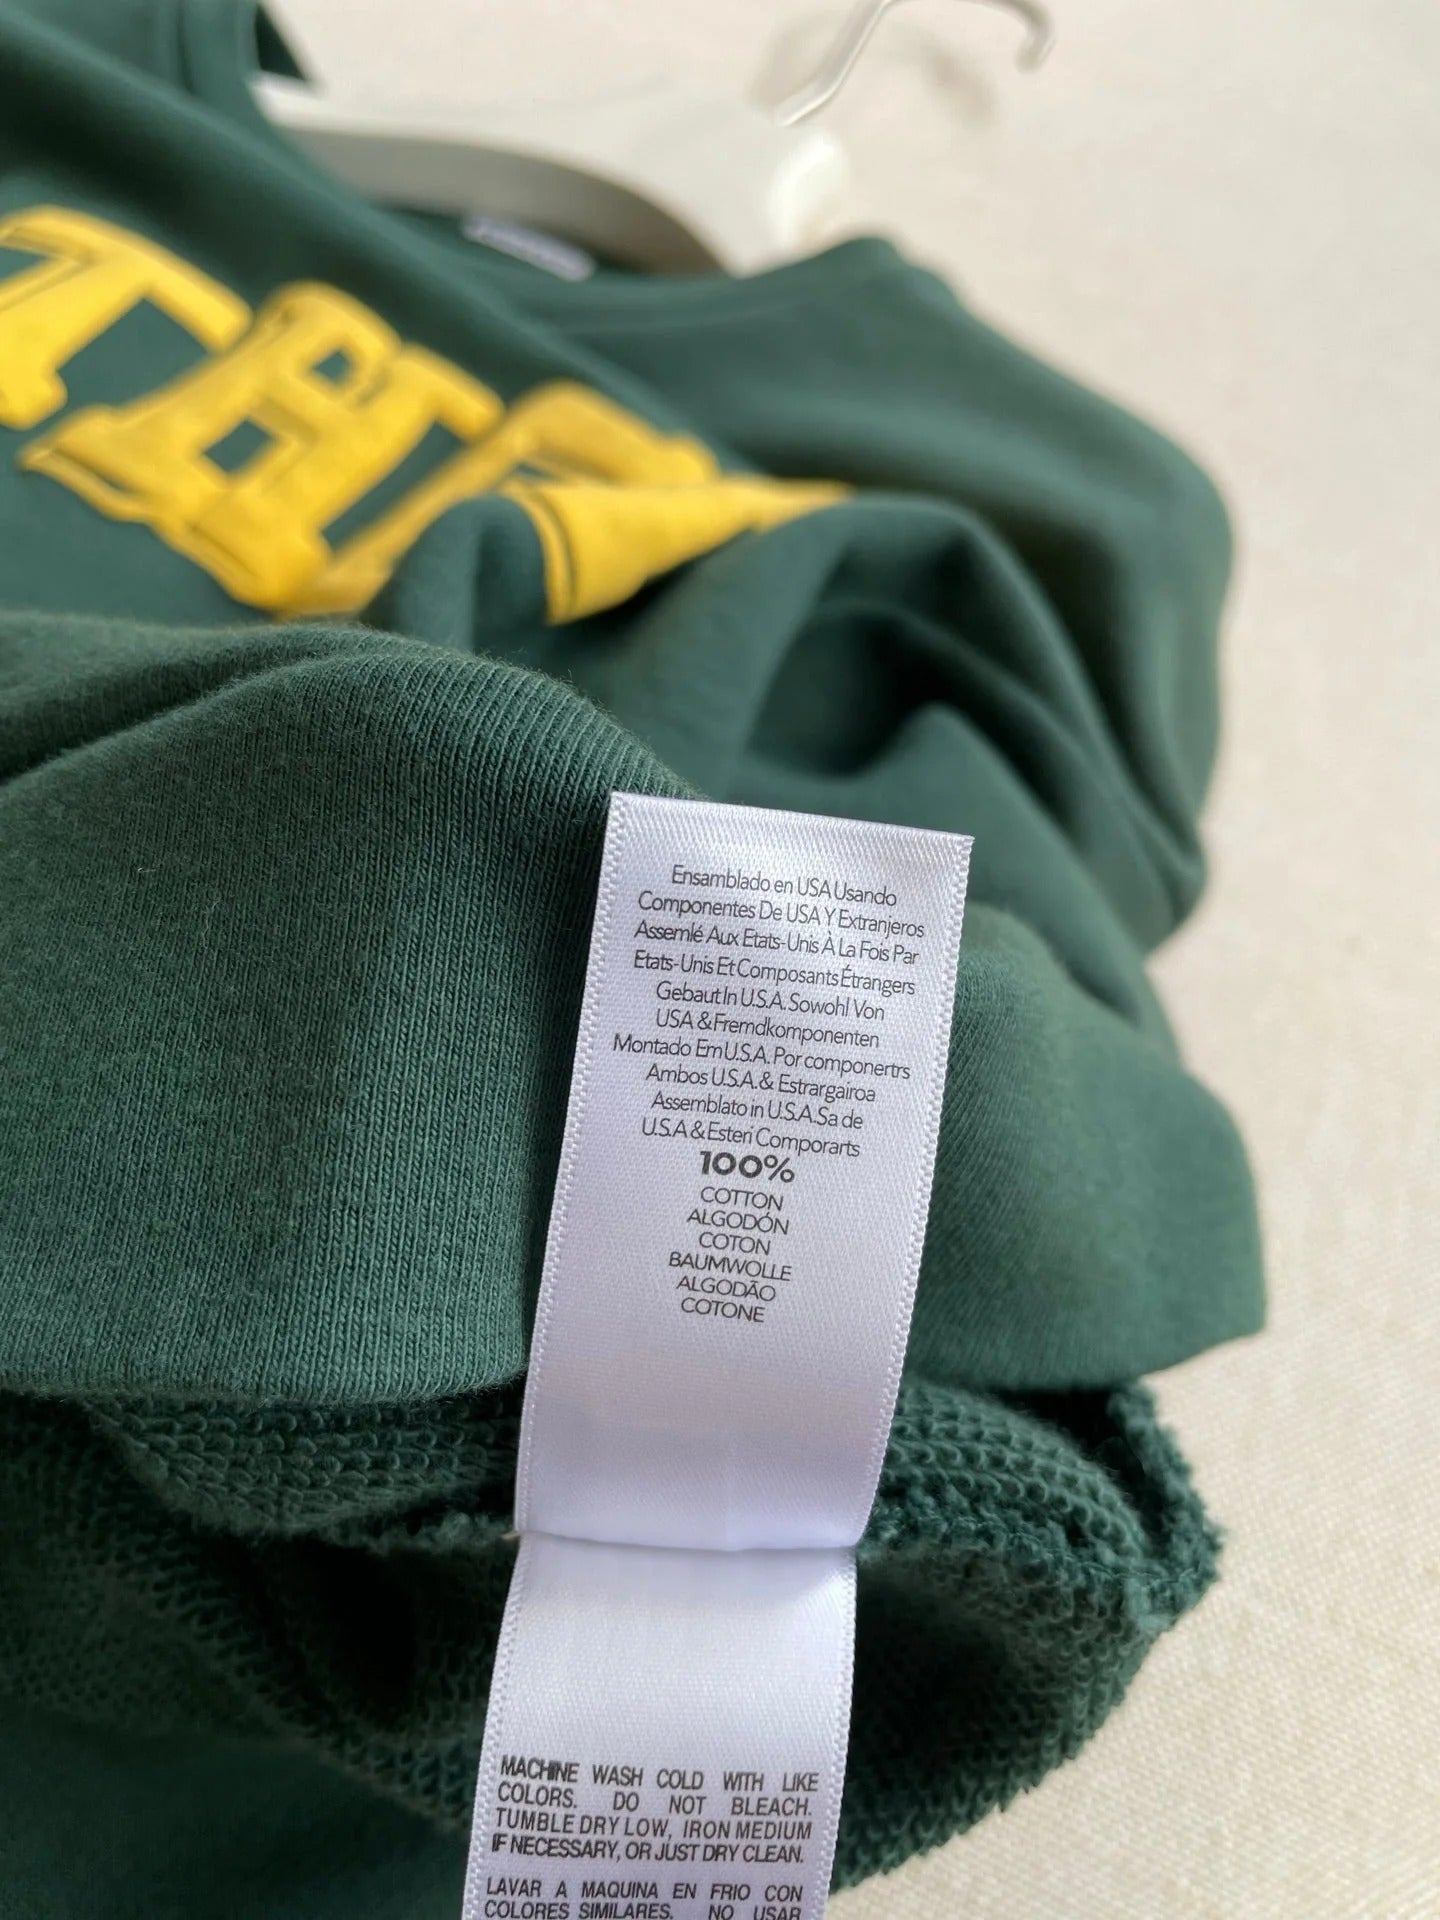 TH
Ensamblado en USA Usando
Componentes De USA Y Extranjeros
Assemlé Aux Etats-Unis À La Fois Par
Etats-Unis Et Composants Étrangers
Gebaut In U.S.A. Sowohl Von
USA & Fremdkomponenten
Montado Em U.S.A. Por componertrs
Ambos U.S.A. & Estrargairoa
Assemblato in U.S.A. Sa de
U.S.A & Esteri Comporarts
100%
COTTON
ALGODÓN
COTON
BAUMWOLLE
ALGODÃO
COTONE
MACHINE WASH COLD WITH LIKE
COLORS. DO NOT BLEACH.
TUMBLE DRY LOW, IRON MEDIUM
IF NECESSARY, OR JUST DRY CLEAN.
LAVAR A MAQUINA EN FRIO CON
COLORES SIMILARES. NO USAR